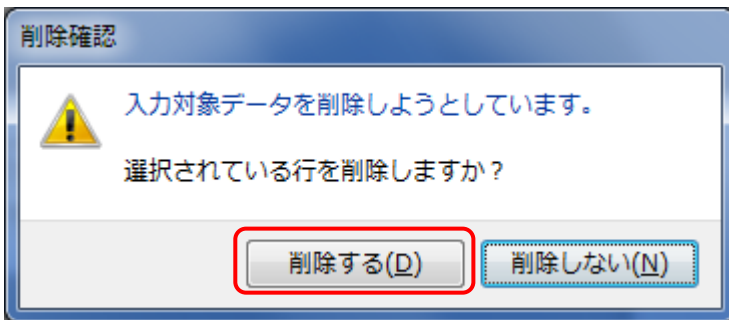 削除確認
入力対象データを削除しようとしています。
選択されている行を削除しますか？
削除する(D)
削除しない(N)